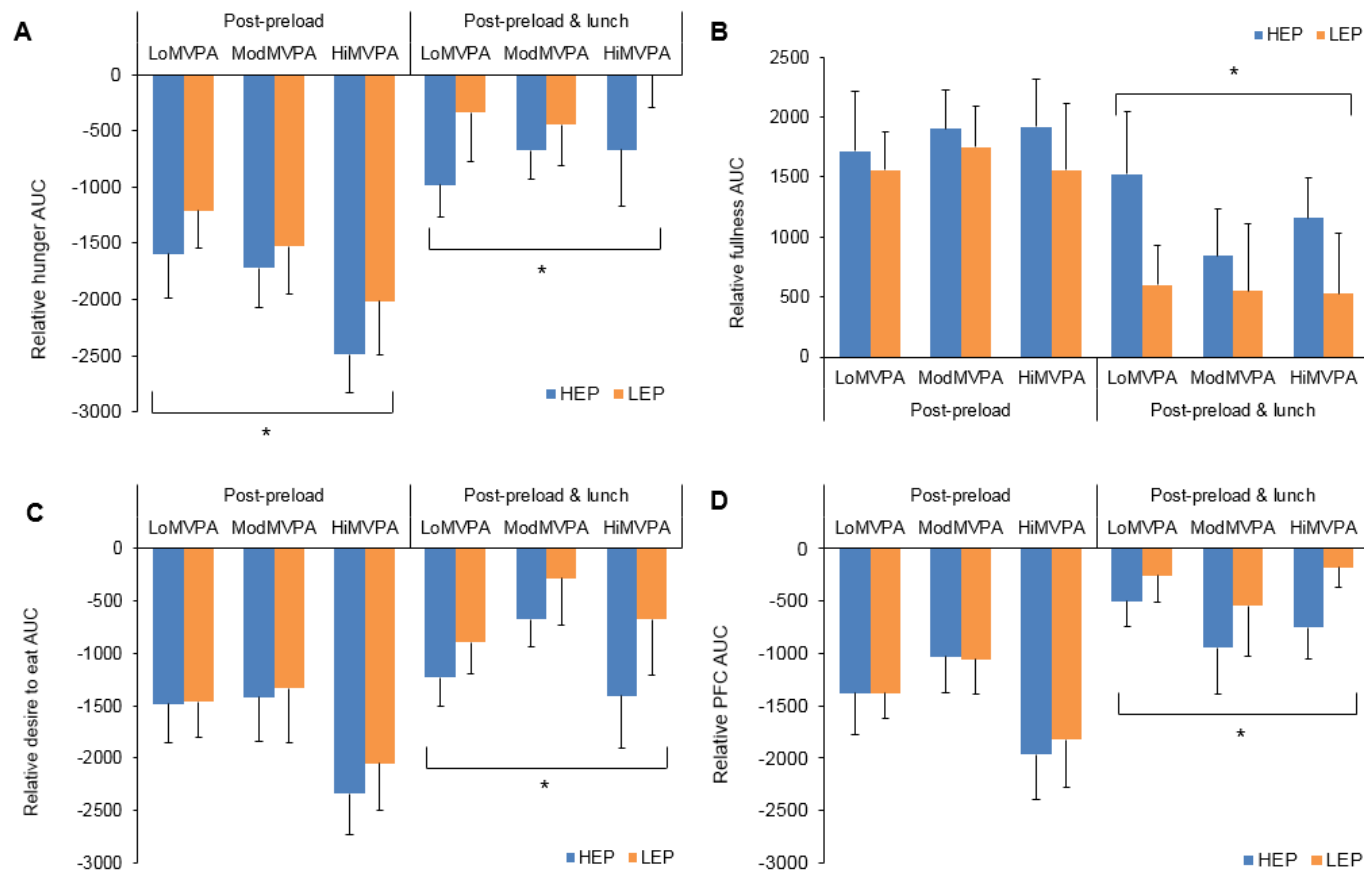 A
Post-preload Post-preload & lunch
LoMVPA ModMVPA HiMVPA LoMVPA ModMVPA HiMVPA
0
-500
-1000
-1500
-2000
-2500
-3000
Relative hunger AUC
*
*
HEP LEP
B
HEP LEP
2500
2000
1500
1000
500
0
Relative fullness AUC
*
LoMVPA ModMVPA HiMVPA LoMVPA ModMVPA HiMVPA
Post-preload Post-preload & lunch
C
Post-preload Post-preload & lunch
LoMVPA ModMVPA HiMVPA LoMVPA ModMVPA HiMVPA
0
-500
-1000
-1500
-2000
-2500
-3000
Relative desire to eat AUC
*
HEP LEP
D
Post-preload Post-preload & lunch
LoMVPA ModMVPA HiMVPA LoMVPA ModMVPA HiMVPA
0
-500
-1000
-1500
-2000
-2500
-3000
Relative PFC AUC
*
HEP LEP